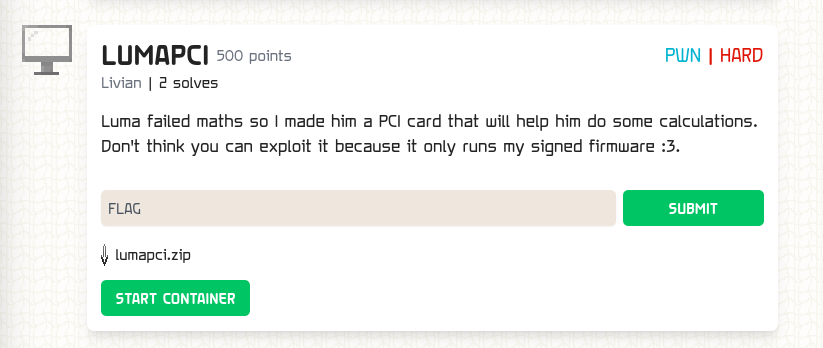 LUMAPCI 500 points
PWN | HARD
Livian | 2 solves
Luma failed maths so I made him a PCI card that will help him do some calculations.
Don't think you can exploit it because it only runs my signed firmware :3.
FLAG
SUBMIT
lumapci.zip
START CONTAINER